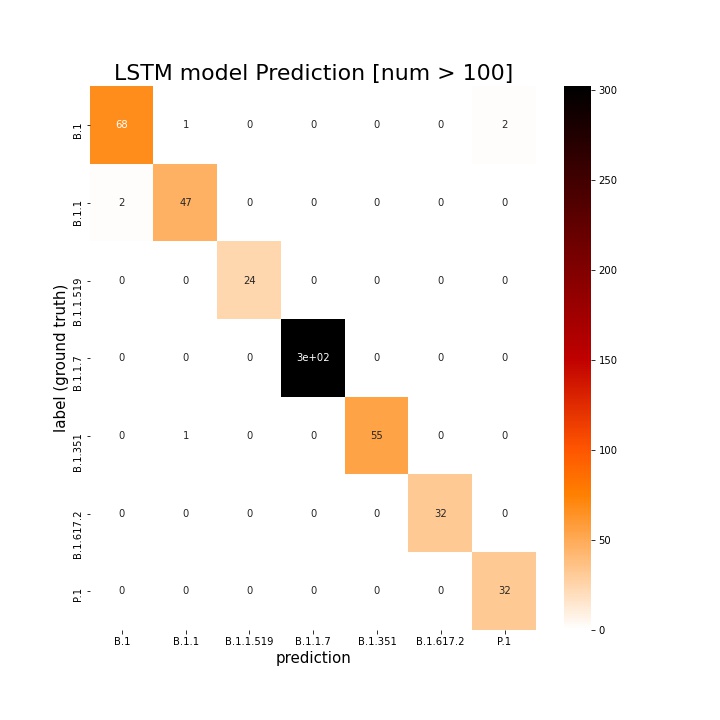 LSTM model Prediction [num > 100]
B.1 68 1 0 0 0 0 2
B.1.1 2 47 0 0 0 0 0
B.1.1.519 0 0 24 0 0 0 0
B.1.1.7 0 0 0 3e+02 0 0 0
B.1.351 0 1 0 0 55 0 0
B.1.617.2 0 0 0 0 0 32 0
P.1 0 0 0 0 0 0 32
B.1 B.1.1 B.1.1.519 B.1.1.7 B.1.351 B.1.617.2 P.1
prediction
label (ground truth)
300
250
200
150
100
50
0